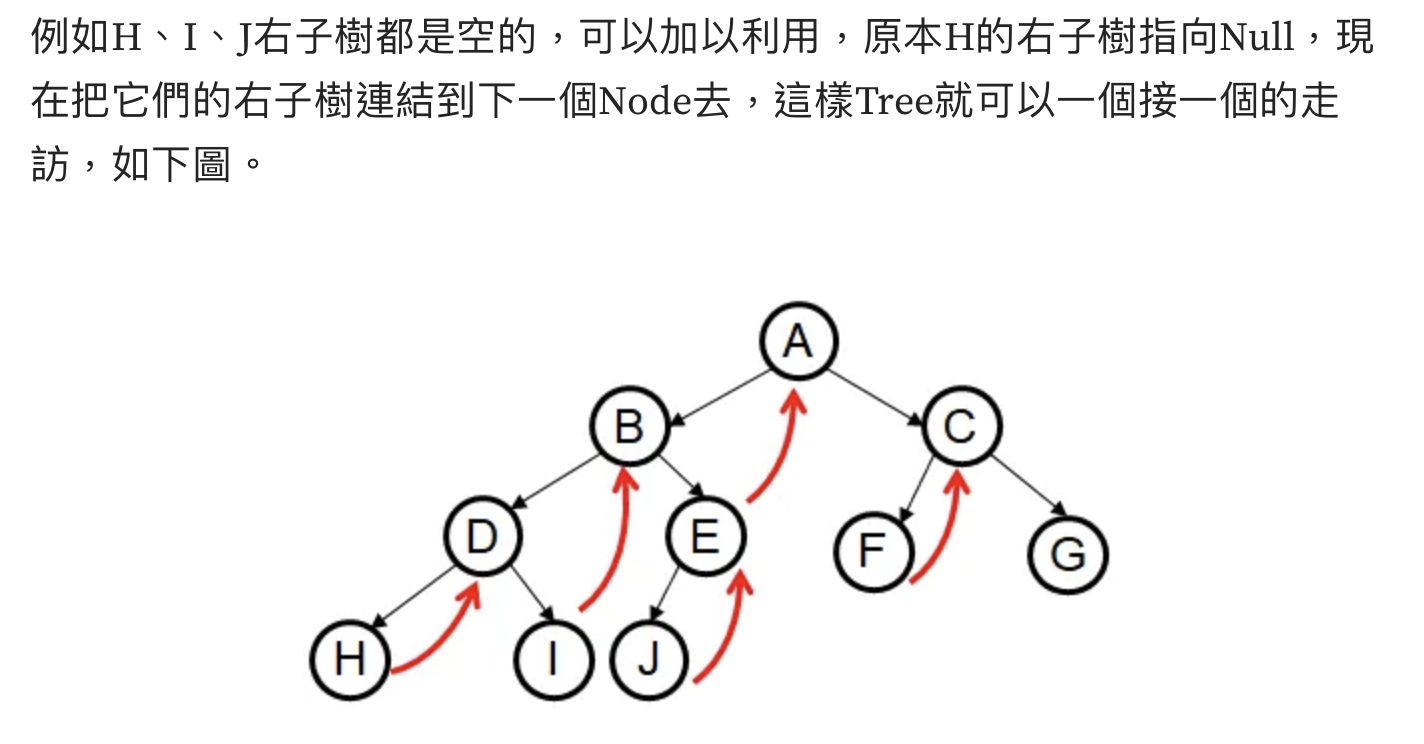 例如H、I、J右子樹都是空的，可以加以利用，原本H的右子樹指向Null，現
在把它們的右子樹連結到下一個Node去，這樣Tree就可以一個接一個的走
訪，如下圖。
A
B
C
D
E
F
G
H
I
J